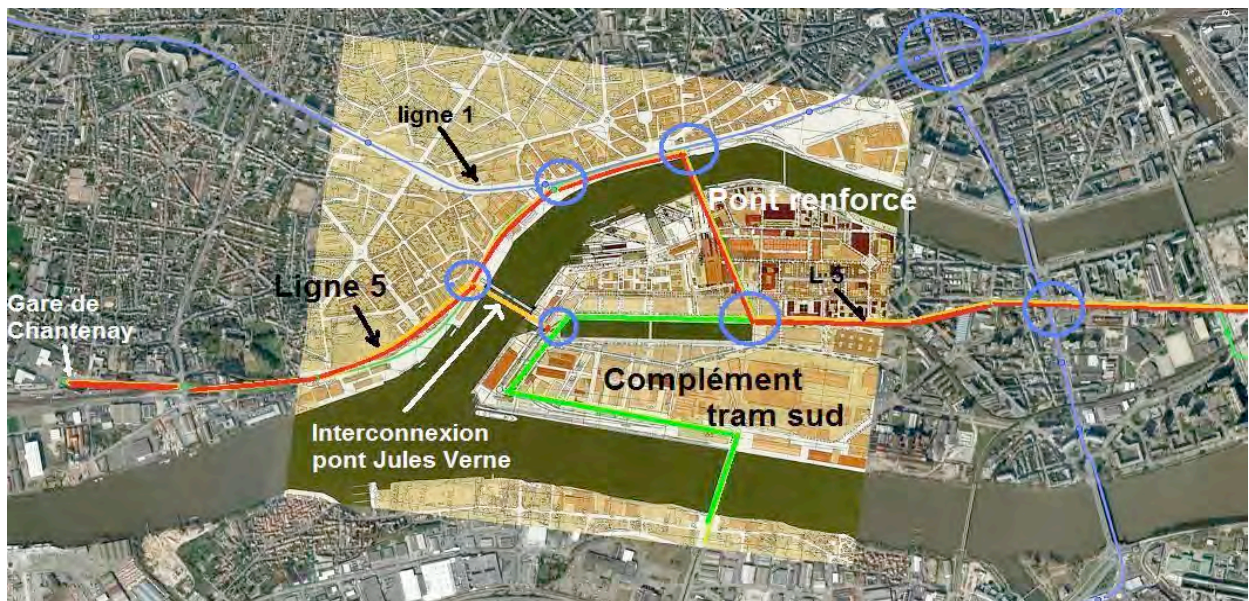 ligne 1
Pont renforcé
L 5
Ligne 5
Gare de
Chantenay
Complément
tram sud
Interconnexion
pont Jules Verne